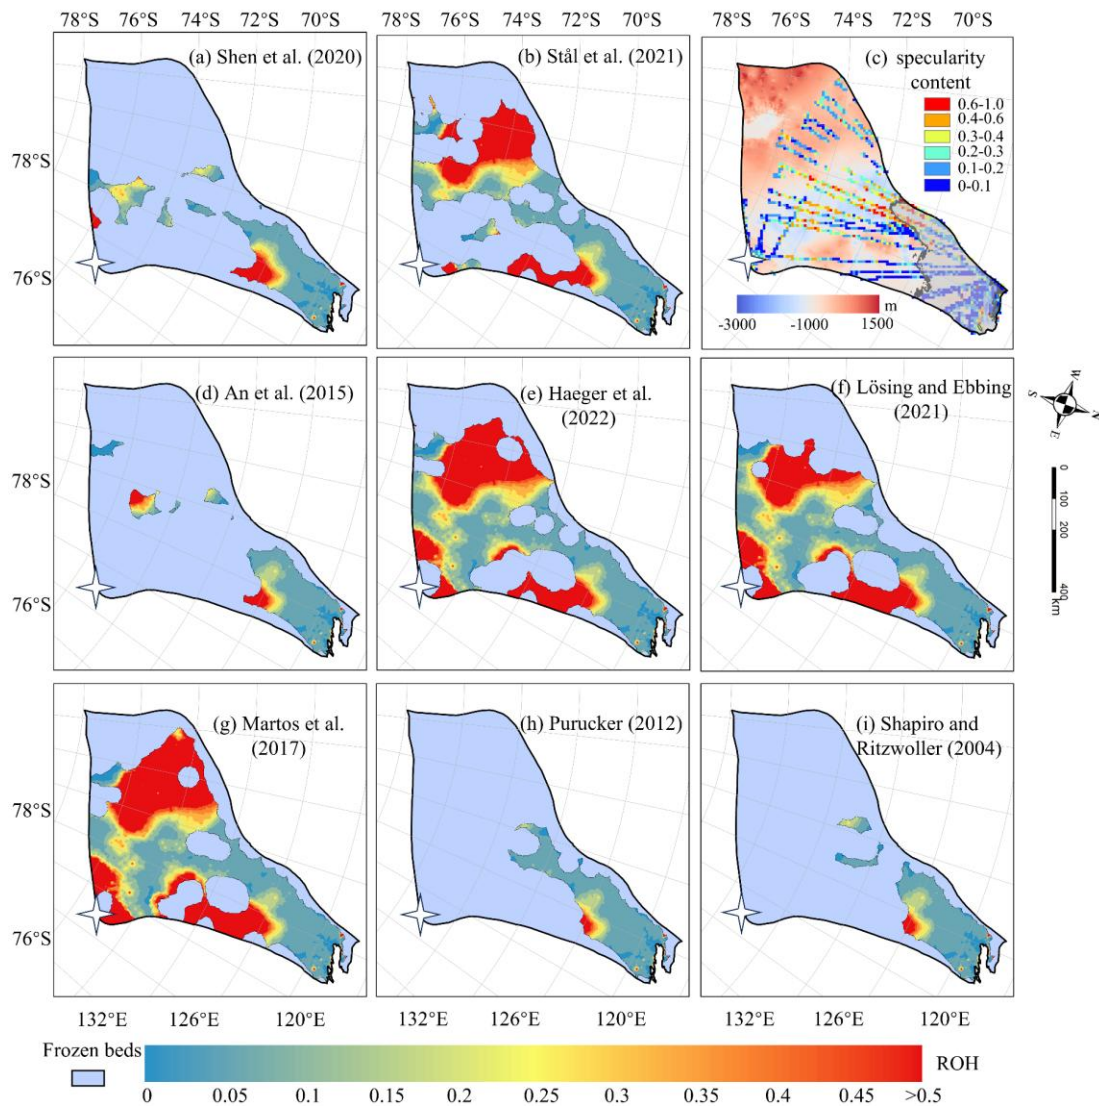 78°S 76°S 74°S 72°S 70°S 78°S 76°S 74°S 72°S 70°S 78°S 76°S 74°S 72°S 70°S
(a) Shen et al. (2020)
(b) Stål et al. (2021)
(c) specularity
content
0.6-1.0
0.4-0.6
0.3-0.4
0.2-0.3
0.1-0.2
0-0.1
m
-3000 -1000 1500
78°S
76°S
(d) An et al. (2015)
(e) Haeger et al.
(2022)
(f) Lösing and Ebbing
(2021)
78°S
76°S
W
S
N
E
0
100
200
400
km
(g) Martos et al.
(2017)
(h) Purucker (2012)
(i) Shapiro and
Ritzwoller (2004)
78°S
76°S
132°E 126°E 120°E 132°E 126°E 120°E 132°E 126°E 120°E
Frozen beds
ROH
0 0.05 0.1 0.15 0.2 0.25 0.3 0.35 0.4 0.45 >0.5